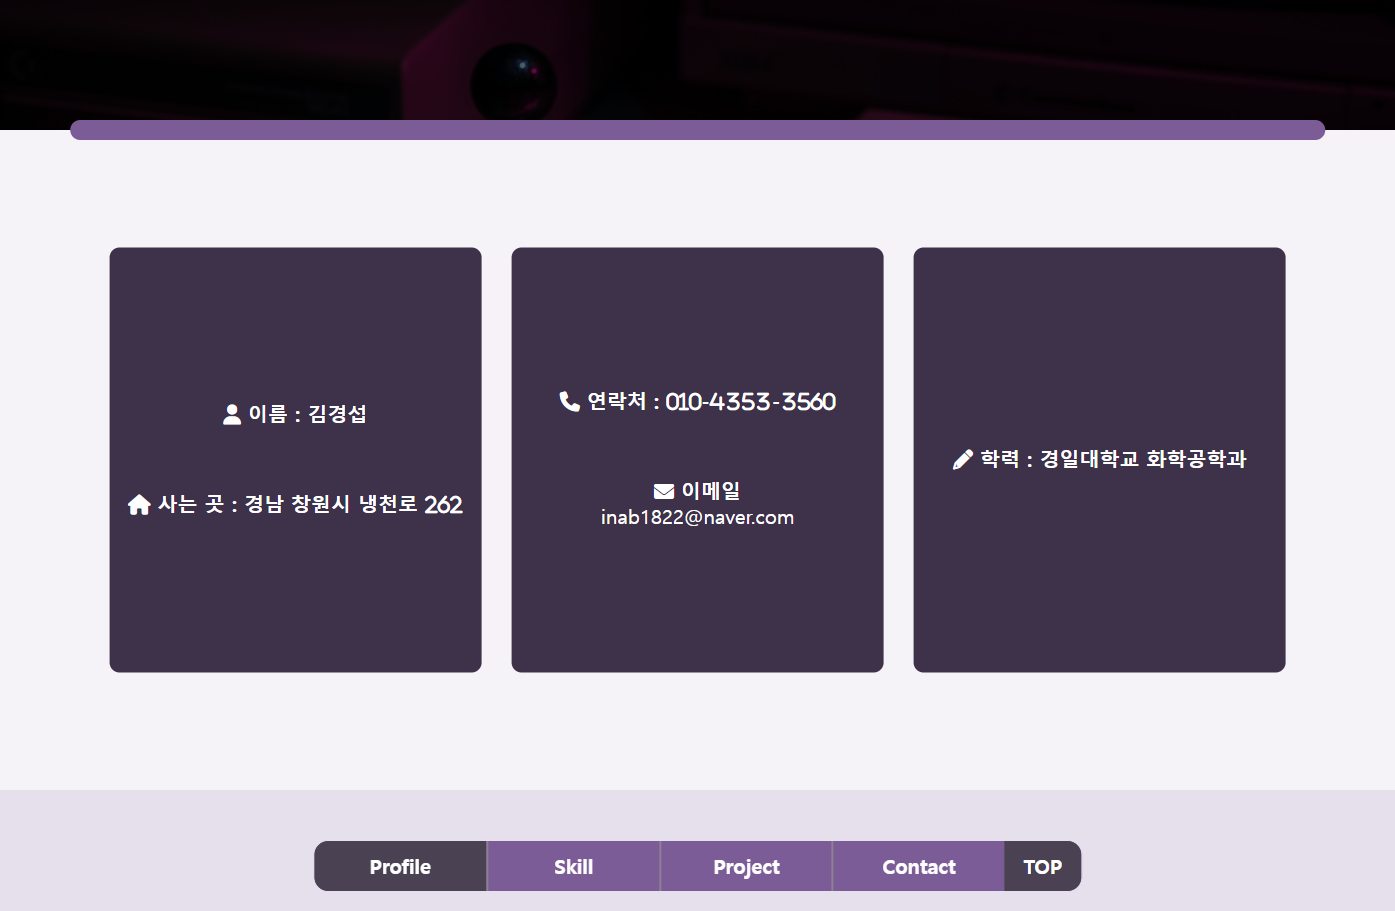 이름 : 김경섭
사는 곳 : 경남 창원시 냉천로 262
연락처 : 010-4353-3560
이메일
inab1822@naver.com
학력 : 경일대학교 화학공학과
Profile
Skill
Project
Contact
TOP